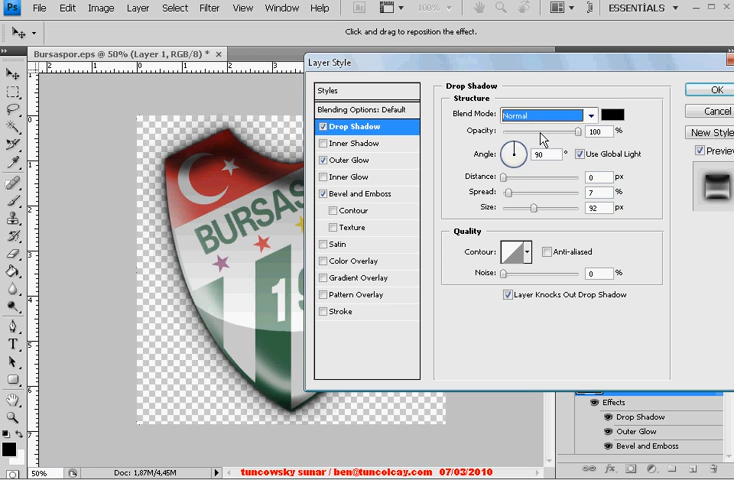 Ps File Edit Image Layer Select Filter View Window Help 100% ESSENTİALS
Click and drag to reposition the effect.
Bursaspor.eps @ 50% (Layer 1, RGB/8) *
Layer Style
Styles
Blending Options: Default
Drop Shadow
Inner Shadow
Outer Glow
Inner Glow
Bevel and Emboss
Contour
Texture
Satin
Color Overlay
Gradient Overlay
Pattern Overlay
Stroke
Drop Shadow
Structure
Blend Mode: Normal
Opacity: 100 %
Angle: 90 ° Use Global Light
Distance: 0 px
Spread: 7 %
Size: 92 px
Quality
Contour: Anti-aliased
Noise: 0 %
Layer Knocks Out Drop Shadow
OK
Cancel
New Style
Preview
BURSAS
19
Effects
Drop Shadow
Outer Glow
Bevel and Emboss
50% Doc: 1,87M/4,45M
tuncowsky sunar / ben@tuncolcay.com 07/03/2010